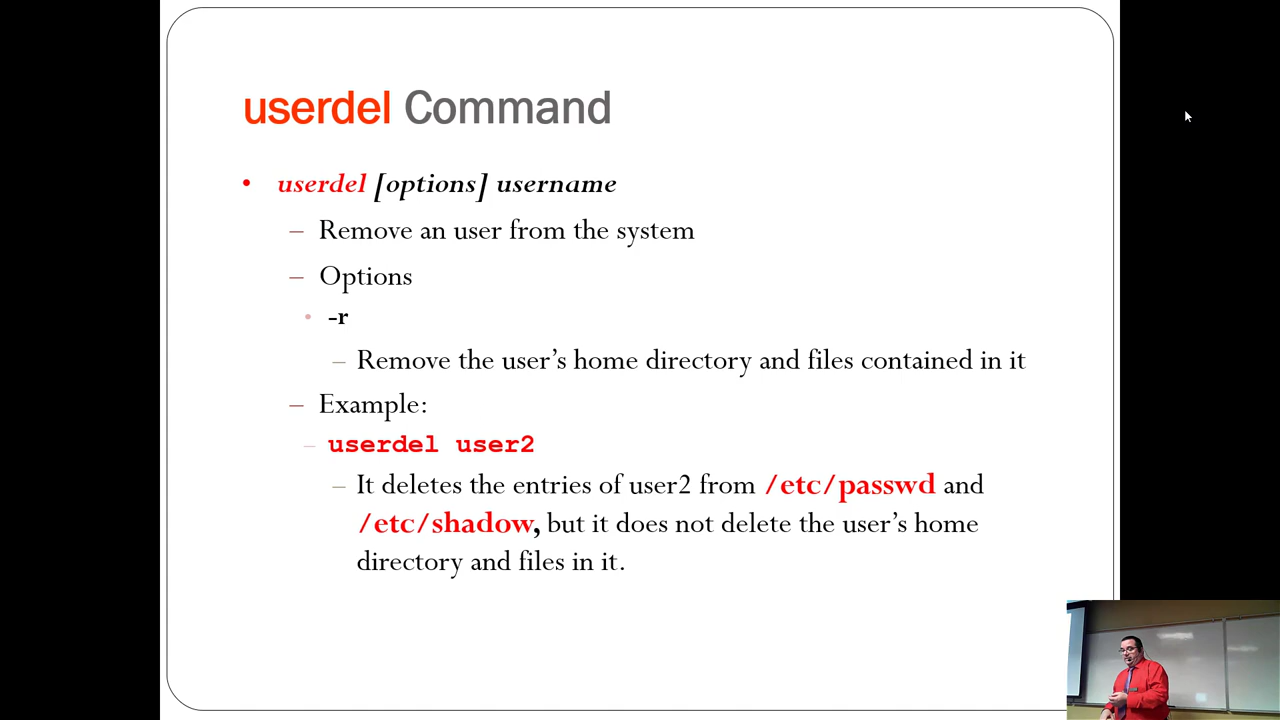 userdel Command
• userdel [options] username
– Remove an user from the system
– Options
• -r
– Remove the user’s home directory and files contained in it
– Example:
– userdel user2
– It deletes the entries of user2 from /etc/passwd and
/etc/shadow, but it does not delete the user’s home
directory and files in it.